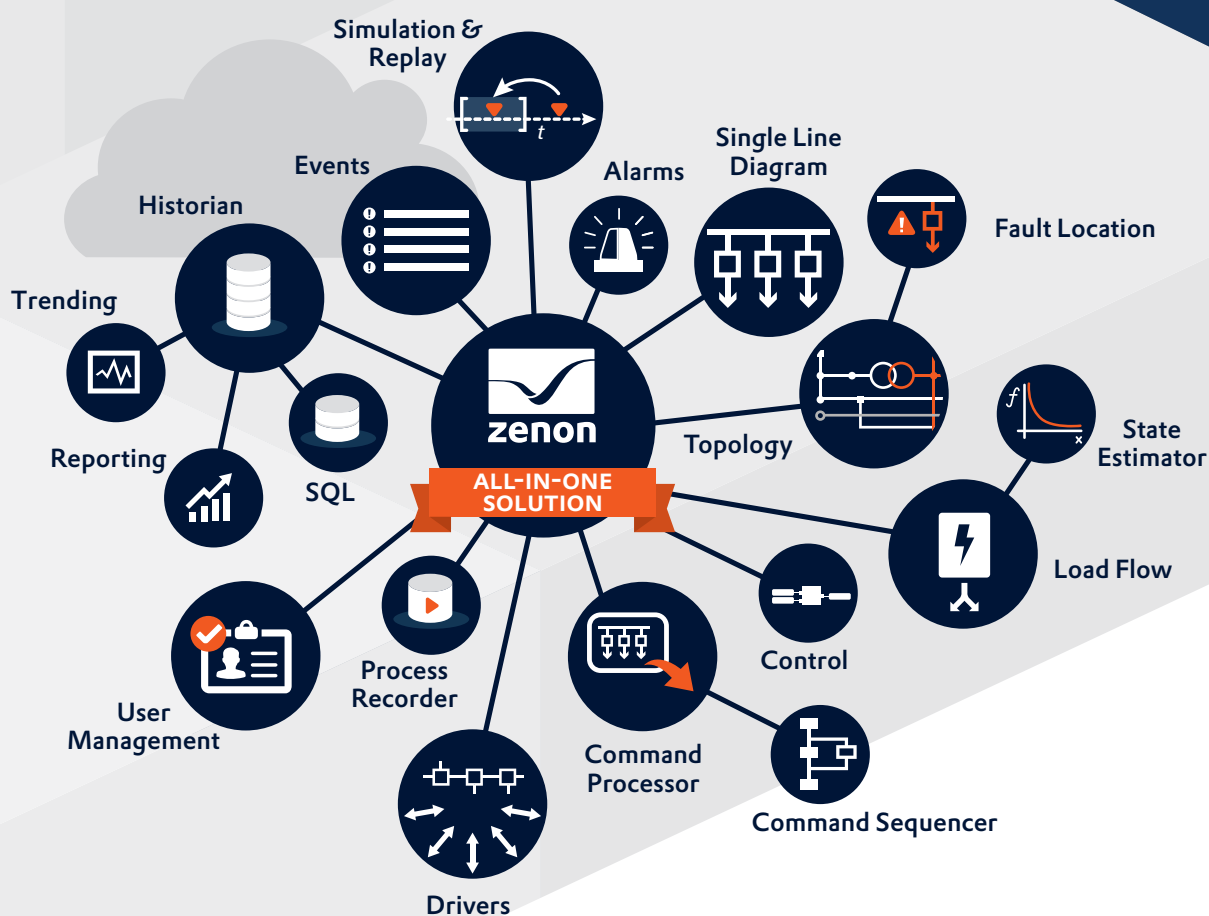 Simulation &
Replay
t
Single Line
Diagram
Events
Alarms
Historian
Fault Location
Trending
zenon
ALL-IN-ONE
SOLUTION
Topology
f
x
State
Estimator
Reporting
SQL
Load Flow
Process
Recorder
Control
User
Management
Command
Processor
Command Sequencer
Drivers